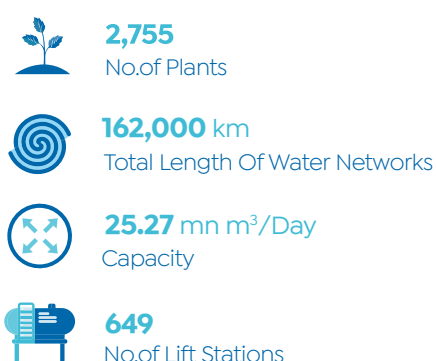 2,755
No.of Plants
162,000 km
Total Length Of Water Networks
25.27 mn m³/Day
Capacity
649
No.of Lift Stations